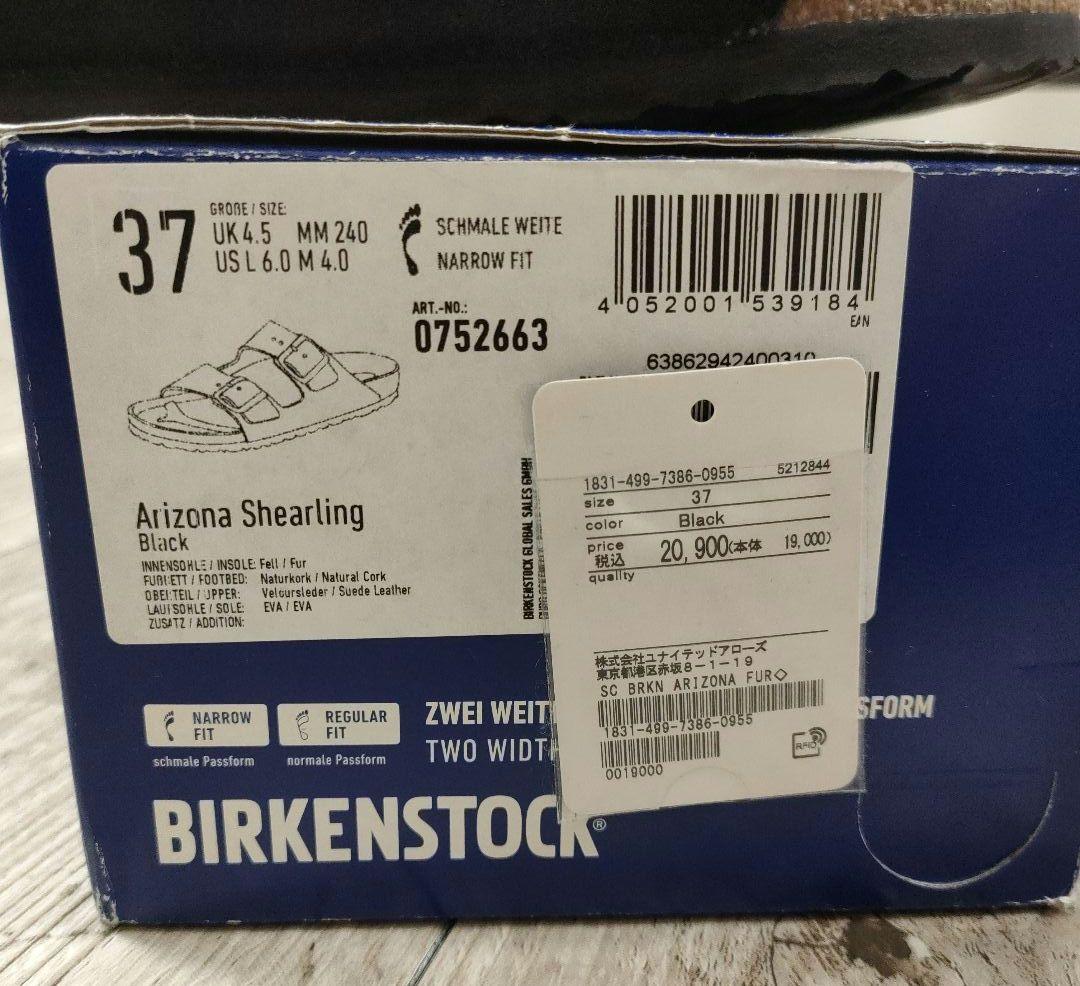 37
GRÖßE / SIZE:
UK 4.5 MM 240
US L 6.0 M 4.0
SCHMALE WEITE
NARROW FIT
ART.-NO.:
0752663
4 052001 539184
EAN
63862942400310
Arizona Shearling
Black
INNENSOHLE / INSOLE: Fell / Fur
FUßBETT / FOOTBED: Naturkork / Natural Cork
OBERTEIL / UPPER: Veloursleder / Suede Leather
LAUFSOHLE / SOLE: EVA / EVA
ZUSATZ / ADDITION:
BIRKENSTOCK GLOBAL SALES GMBH
1831-499-7386-0955 5212844
size 37
color Black
price 税込 20,900(本体 19,000)
quality
株式会社ユナイテッドアローズ
東京都港区赤坂8-1-19
SC BRKN ARIZONA FUR◇
1831-499-7386-0955
0019000
RFID
NARROW FIT
schmale Passform
REGULAR FIT
normale Passform
ZWEI WEIT
TWO WIDTH
SFORM
BIRKENSTOCK®